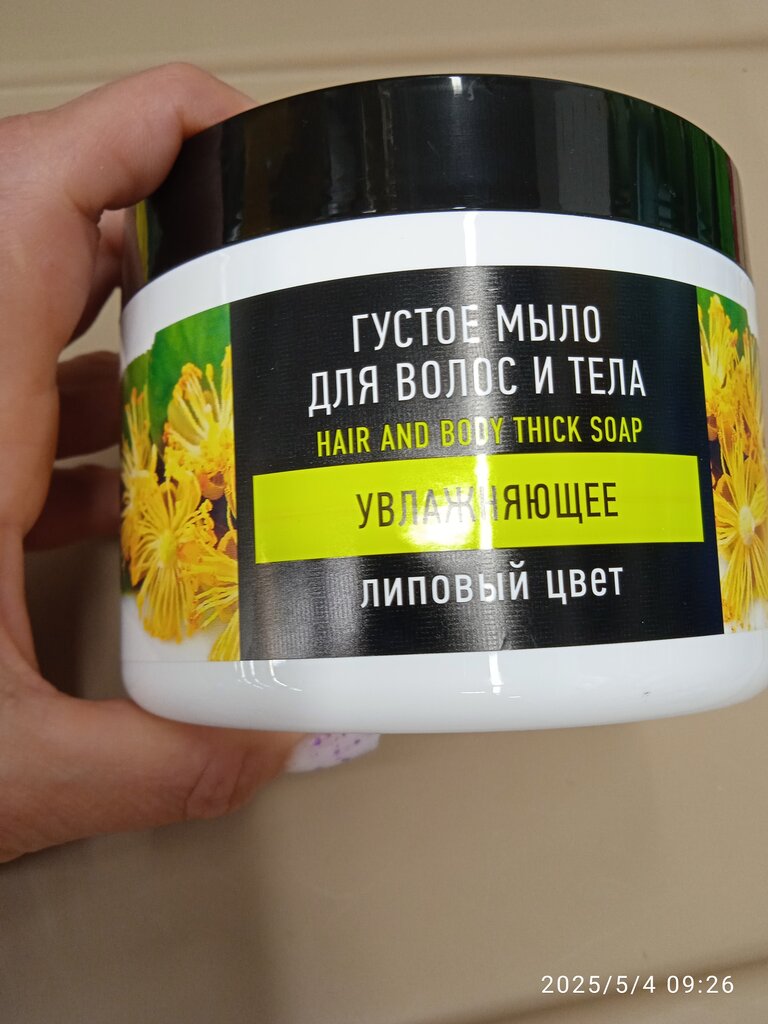 ГУСТОЕ МЫЛО
ДЛЯ ВОЛОС И ТЕЛА
HAIR AND BODY THICK SOAP
УВЛАЖНЯЮЩЕЕ
ЛИПОВЫЙ ЦВЕТ
2025/5/4 09:26